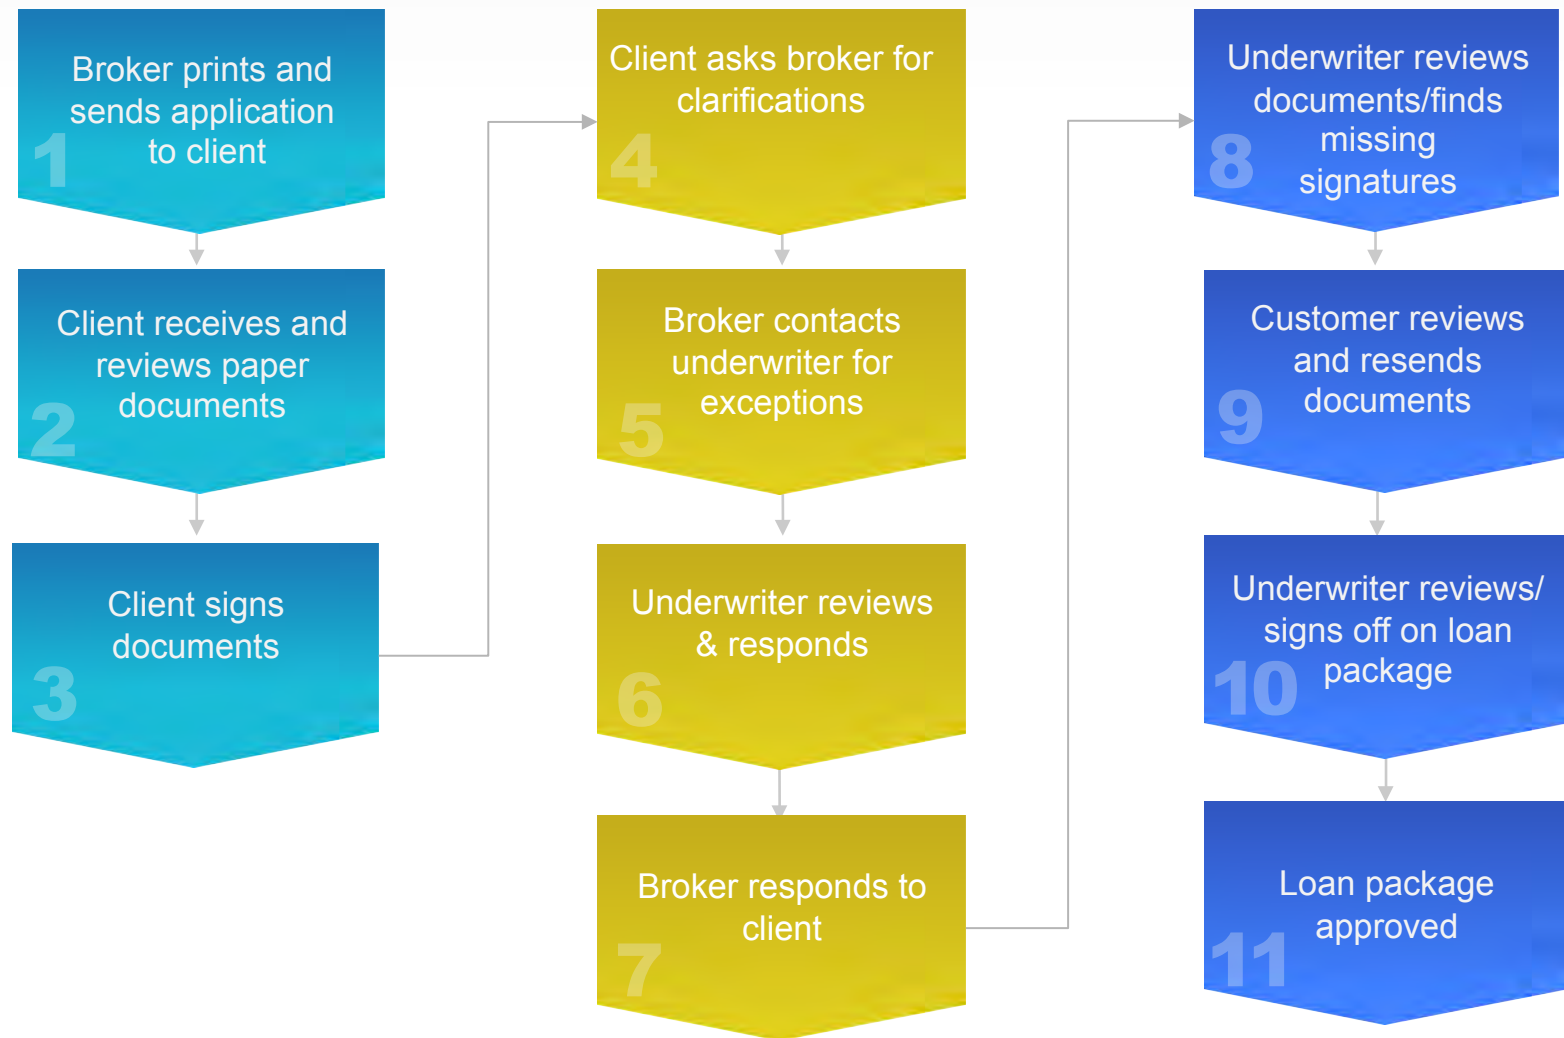 Broker prints and
sends application
to client
1
Client receives and
reviews paper
documents
2
Client signs
documents
3
Client asks broker for
clarifications
4
Broker contacts
underwriter for
exceptions
5
Underwriter reviews
& responds
6
Broker responds to
client
7
Underwriter reviews
documents/finds
missing
signatures
8
Customer reviews
and resends
documents
9
Underwriter reviews/
signs off on loan
package
10
Loan package
approved
11